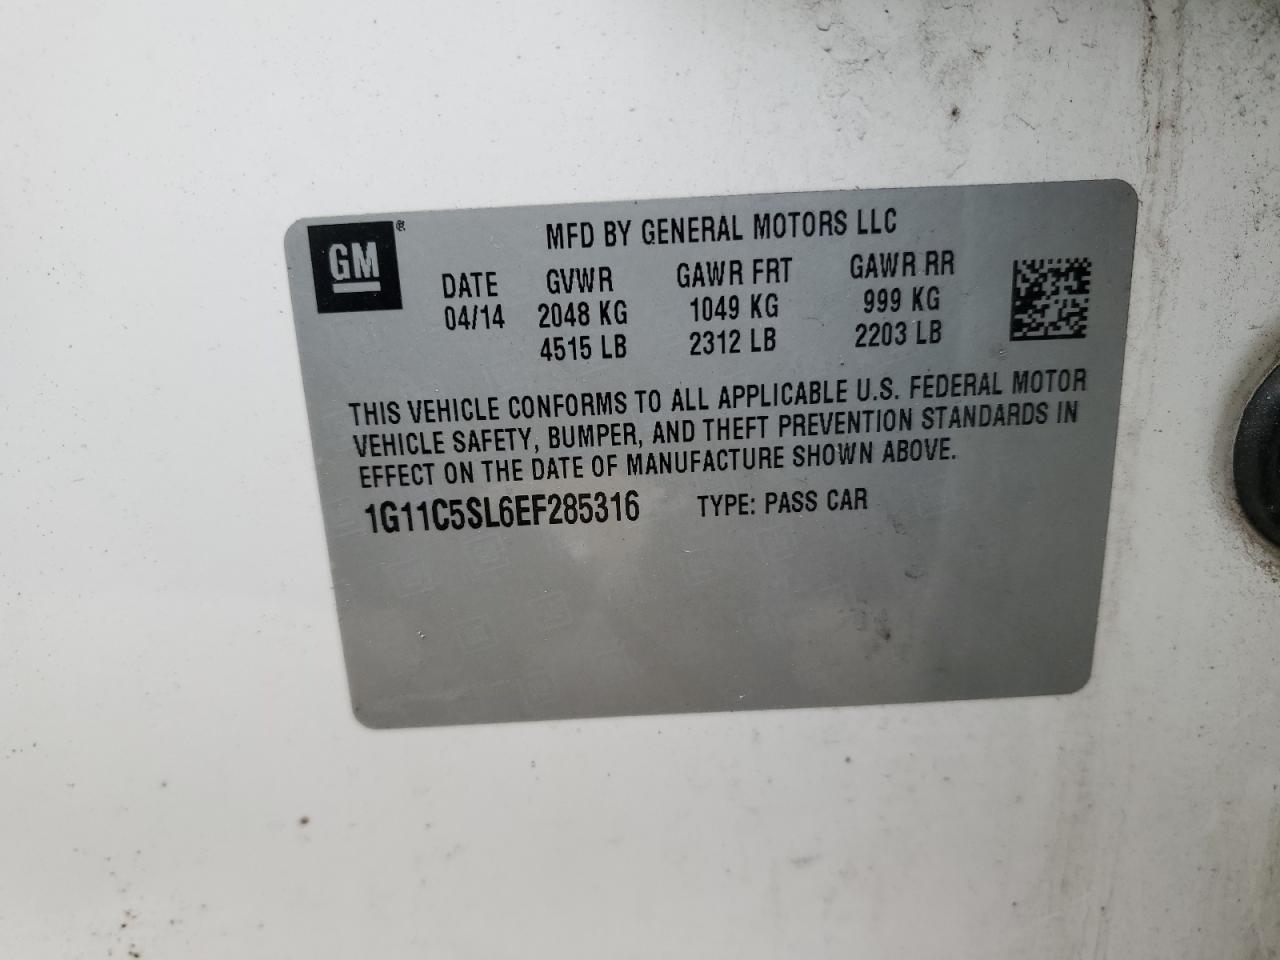 GM®
MFD BY GENERAL MOTORS LLC
DATE GVWR GAWR FRT GAWR RR
04/14 2048 KG 1049 KG 999 KG
4515 LB 2312 LB 2203 LB
THIS VEHICLE CONFORMS TO ALL APPLICABLE U.S. FEDERAL MOTOR
VEHICLE SAFETY, BUMPER, AND THEFT PREVENTION STANDARDS IN
EFFECT ON THE DATE OF MANUFACTURE SHOWN ABOVE.
1G11C5SL6EF285316 TYPE: PASS CAR